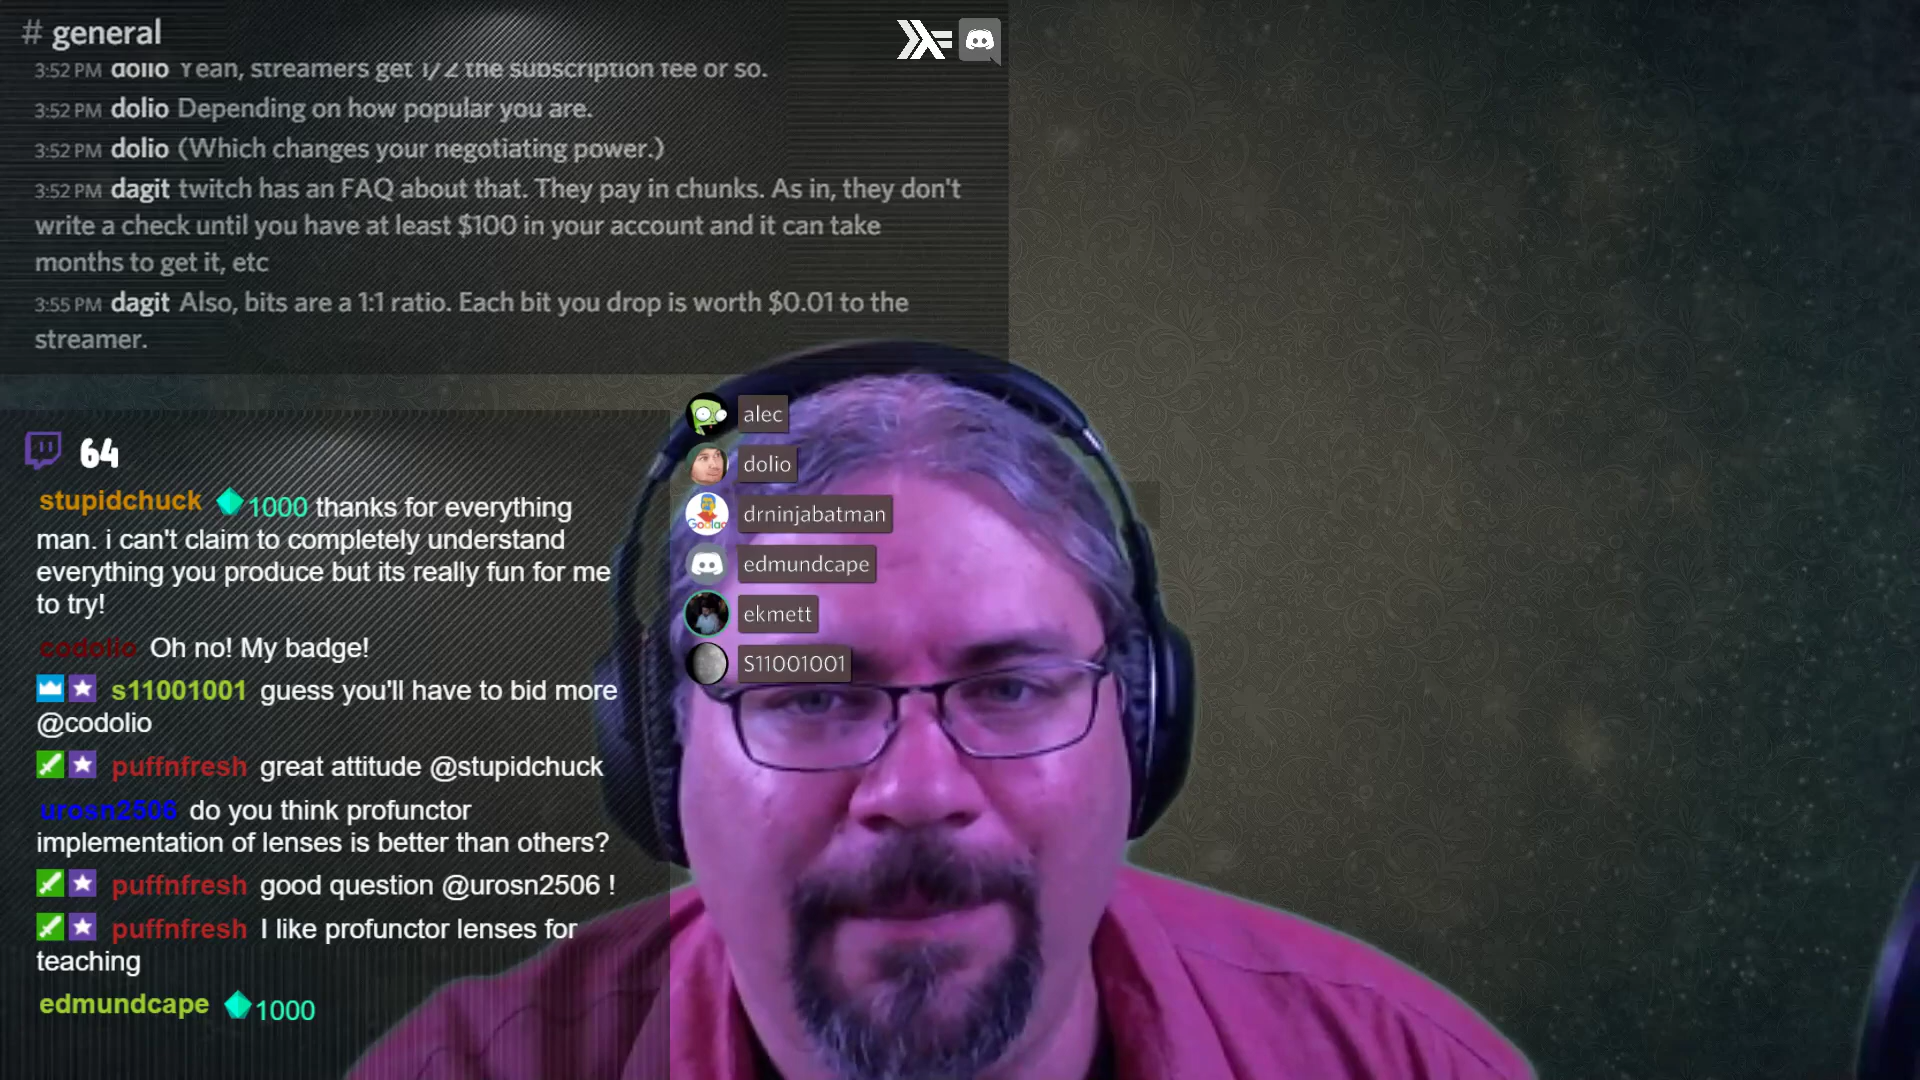 # general
3:52 PM dolio Yeah, streamers get 1/2 the subscription fee or so.
3:52 PM dolio Depending on how popular you are.
3:52 PM dolio (Which changes your negotiating power.)
3:52 PM dagit twitch has an FAQ about that. They pay in chunks. As in, they don't
write a check until you have at least $100 in your account and it can take
months to get it, etc
3:55 PM dagit Also, bits are a 1:1 ratio. Each bit you drop is worth $0.01 to the
streamer.
alec
dolio
drninjabatman
edmundcape
ekmett
S11001001
64
stupidchuck 1000 thanks for everything
man. i can't claim to completely understand
everything you produce but its really fun for me
to try!
codolio Oh no! My badge!
s11001001 guess you'll have to bid more
@codolio
puffnfresh great attitude @stupidchuck
urosn2506 do you think profunctor
implementation of lenses is better than others?
puffnfresh good question @urosn2506 !
puffnfresh I like profunctor lenses for
teaching
edmundcape 1000